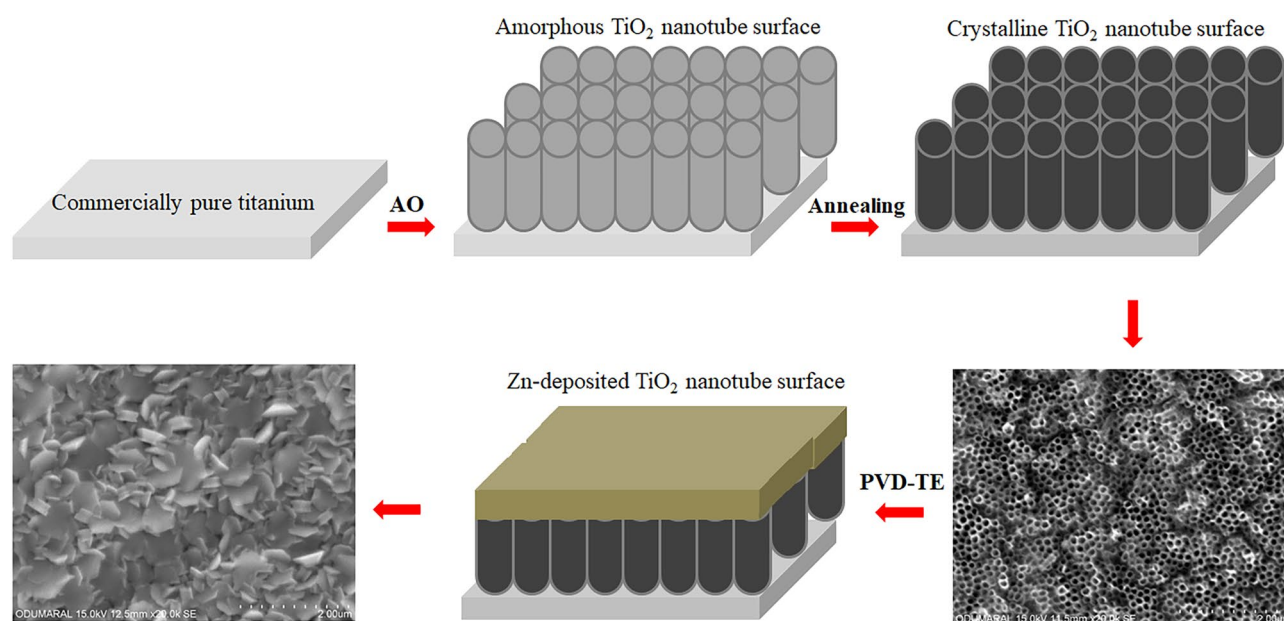 Amorphous TiO₂ nanotube surface
Crystalline TiO₂ nanotube surface
Commercially pure titanium
AO
Annealing
Zn-deposited TiO₂ nanotube surface
PVD-TE
ODUMARAL 15.0kV 12.5mm x20.0k SE 2.00um
ODUMARAL 15.0kV 11.5mm x20.0k SE 2.00um